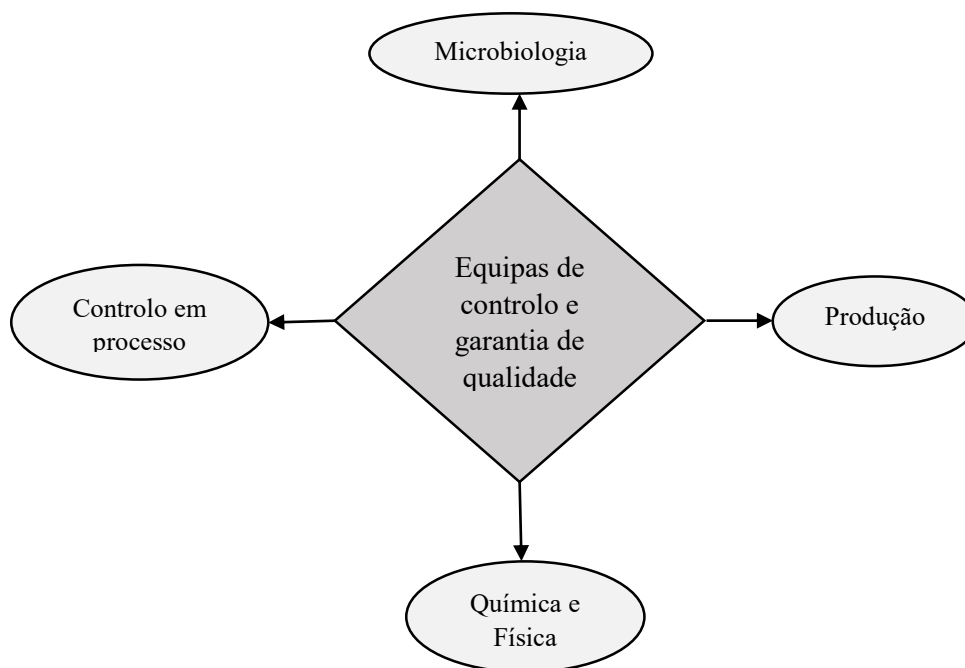 Microbiologia
Equipas de
controlo e
garantia de
qualidade
Controlo em
processo
Produção
Química e
Física